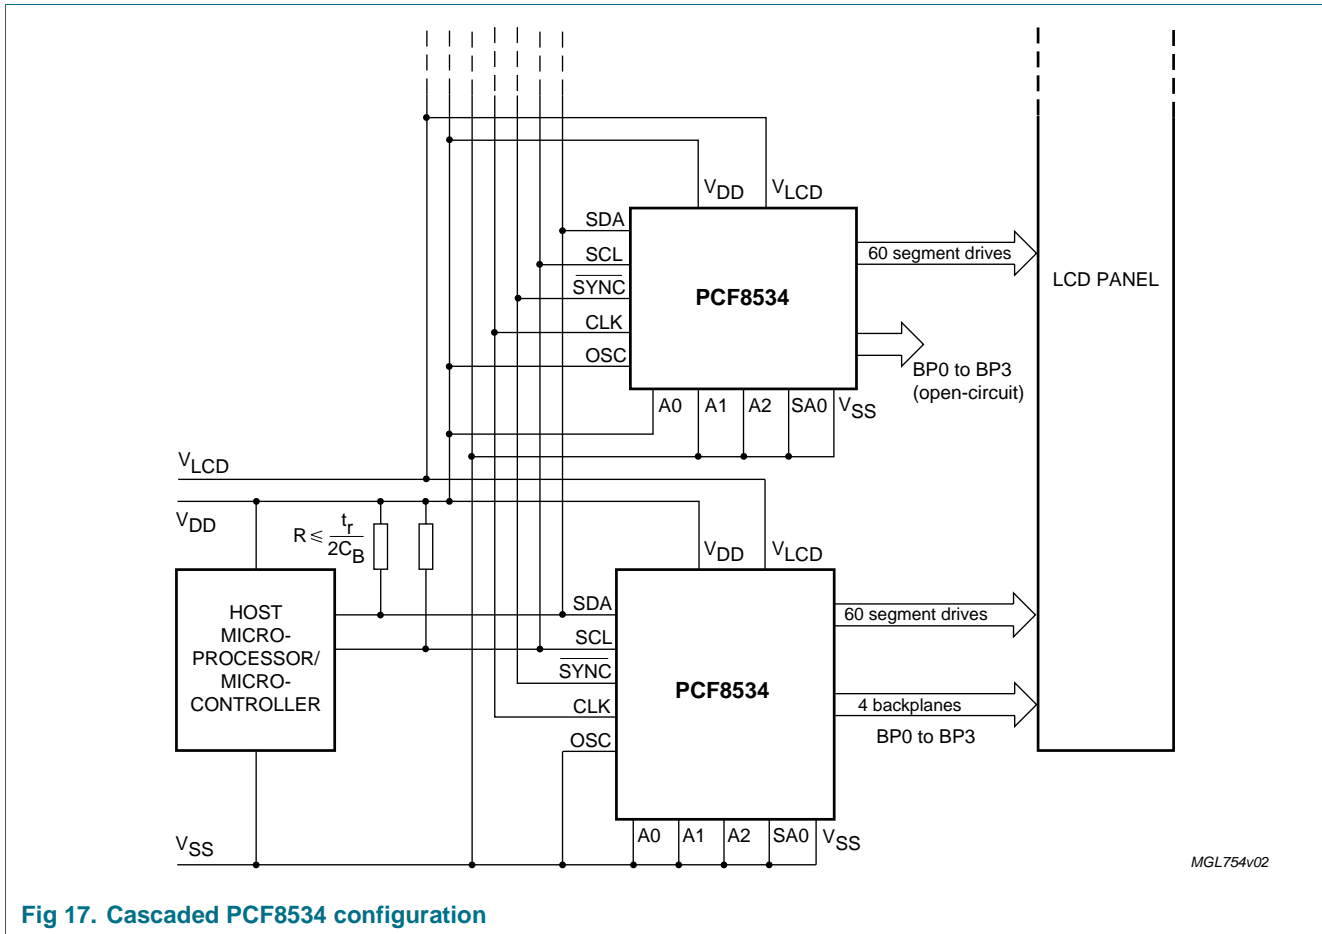 VDD
VLCD
SDA
SCL
SYNC
CLK
OSC
PCF8534
60 segment drives
LCD PANEL
BP0 to BP3
(open-circuit)
A0
A1
A2
SA0
VSS
VLCD
VDD
R ≤ tr
2CB
VDD
VLCD
HOST
MICRO-
PROCESSOR/
MICRO-
CONTROLLER
SDA
SCL
SYNC
CLK
OSC
PCF8534
60 segment drives
4 backplanes
BP0 to BP3
A0
A1
A2
SA0
VSS
VSS
MGL754v02
Fig 17. Cascaded PCF8534 configuration